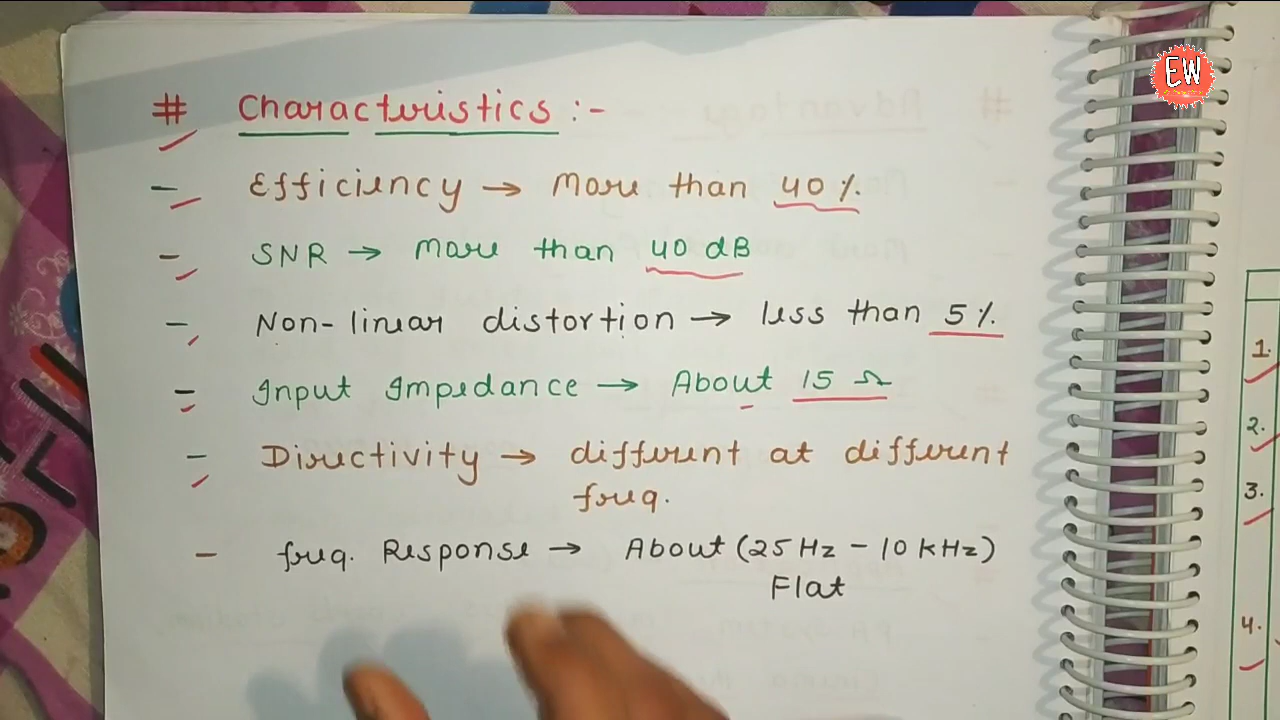 EW
# Characteristics :-
- Efficiency → More than 40 %.
- SNR → More than 40 dB
- Non-linear distortion → less than 5 %.
- Input Impedance → About 15 Ω
- Directivity → different at different
freq.
- freq. Response → About (25 Hz - 10 kHz)
Flat
1.
2.
3.
4.